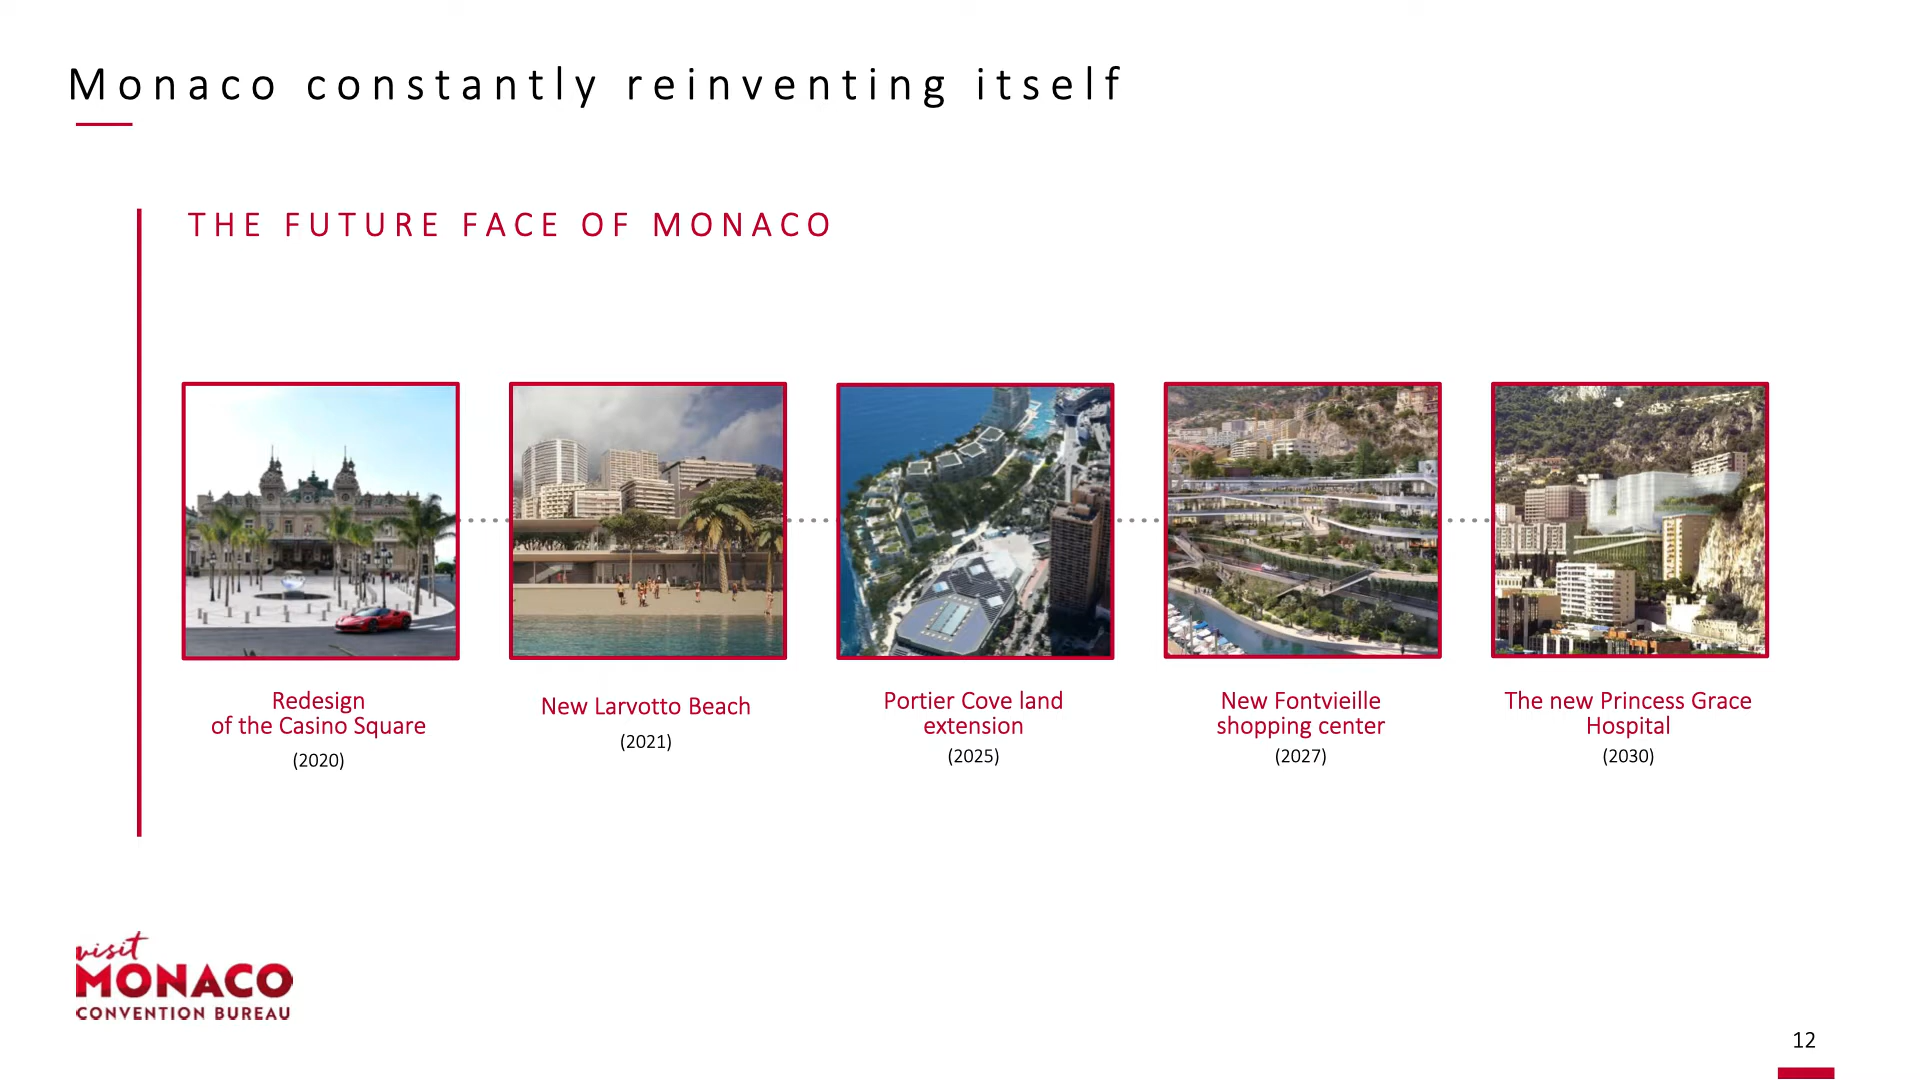 Monaco constantly reinventing itself
THE FUTURE FACE OF MONACO
Redesign
of the Casino Square
(2020)
New Larvotto Beach
(2021)
Portier Cove land
extension
(2025)
New Fontvieille
shopping center
(2027)
The new Princess Grace
Hospital
(2030)
visit
MONACO
CONVENTION BUREAU
12